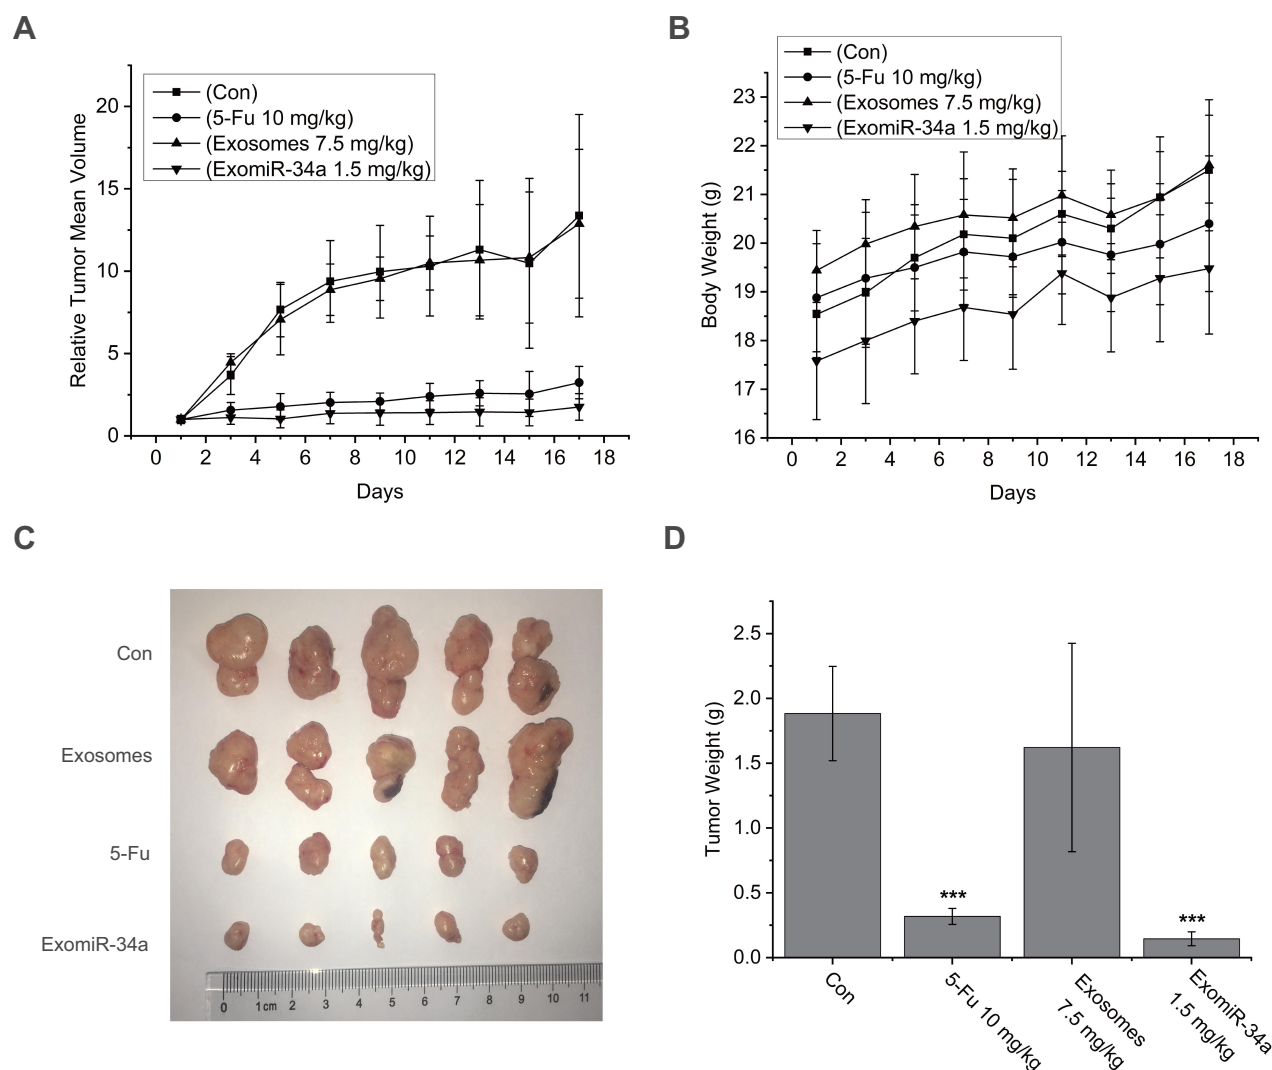 A
(Con)
(5-Fu 10 mg/kg)
(Exosomes 7.5 mg/kg)
(ExomiR-34a 1.5 mg/kg)
Relative Tumor Mean Volume
20
15
10
5
0
0 2 4 6 8 10 12 14 16 18
Days
B
(Con)
(5-Fu 10 mg/kg)
(Exosomes 7.5 mg/kg)
(ExomiR-34a 1.5 mg/kg)
Body Weight (g)
23
22
21
20
19
18
17
16
0 2 4 6 8 10 12 14 16 18
Days
C
Con
Exosomes
5-Fu
ExomiR-34a
0 1cm 2 3 4 5 6 7 8 9 10 11
D
Tumor Weight (g)
2.5
2.0
1.5
1.0
0.5
0.0
***
***
Con
5-Fu 10 mg/kg
Exosomes
7.5 mg/kg
ExomiR-34a
1.5 mg/kg